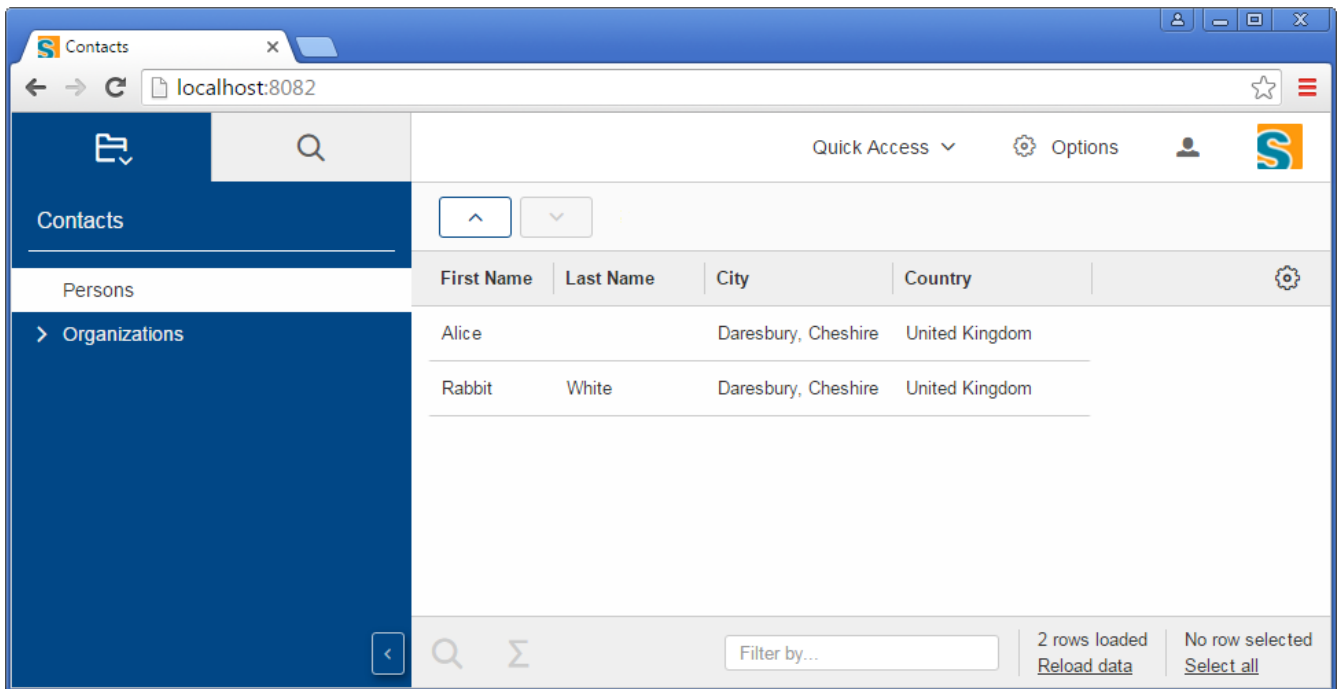 Contacts
localhost:8082
Quick Access
Options
Contacts
Persons
Organizations
First Name Last Name City Country
Alice Daresbury, Cheshire United Kingdom
Rabbit White Daresbury, Cheshire United Kingdom
Filter by...
2 rows loaded
Reload data
No row selected
Select all